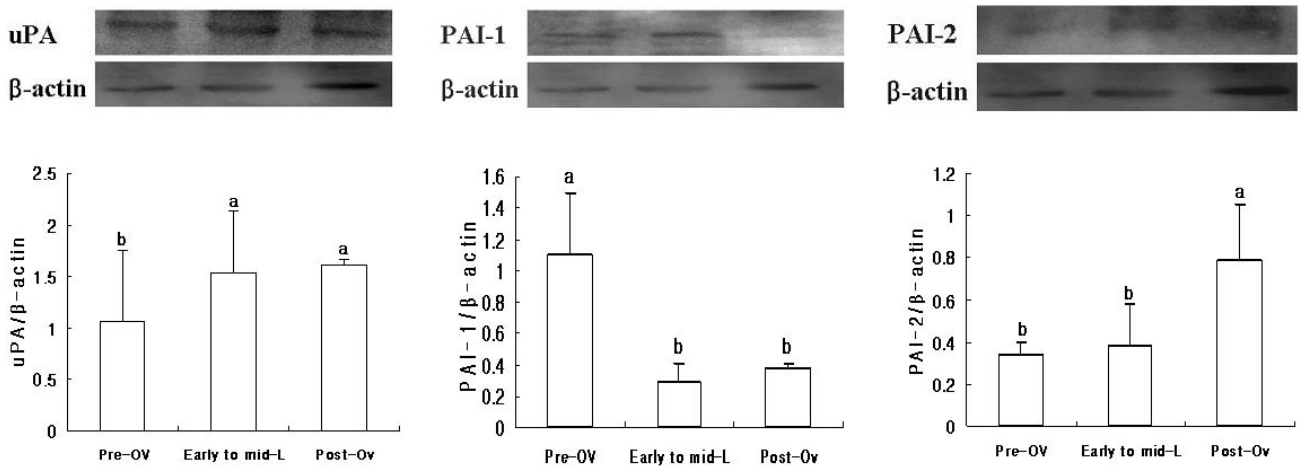 uPA
β-actin
PAI-1
β-actin
PAI-2
β-actin
uPA/β-actin
2.5
2
1.5
1
0.5
0
b
a
a
Pre-OV Early to mid-L Post-Ov
PAI-1/β-actin
1.6
1.4
1.2
1
0.8
0.6
0.4
0.2
0
a
b
b
Pre-OV Early to mid-L Post-Ov
PAI-2/β-actin
1.2
1
0.8
0.6
0.4
0.2
0
b
b
a
Pre-OV Early to mid-L Post-Ov